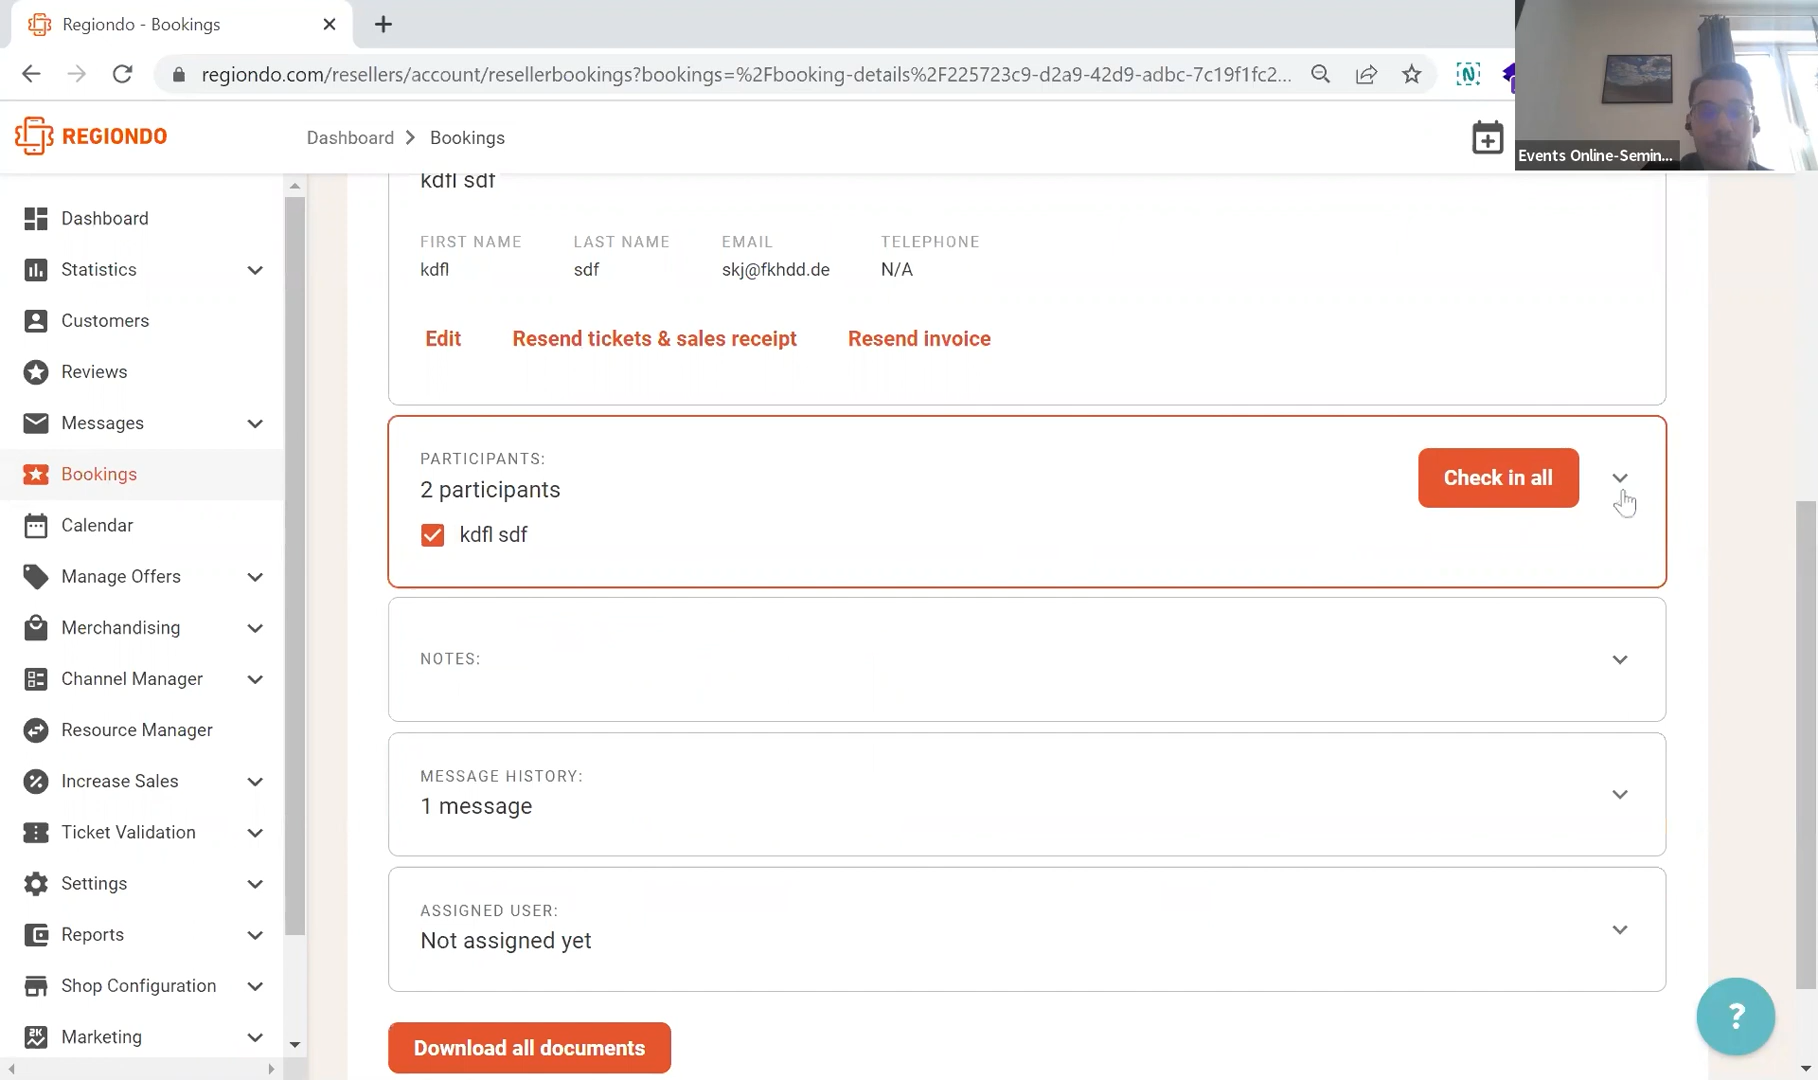 Regiondo - Bookings
regiondo.com/resellers/account/resellerbookings?bookings=%2Fbooking-details%2F225723c9-d2a9-42d9-adbc-7c19f1fc2...
Events Online-Semin...
REGIONDO
Dashboard > Bookings
Dashboard
Statistics
Customers
Reviews
Messages
Bookings
Calendar
Manage Offers
Merchandising
Channel Manager
Resource Manager
Increase Sales
Ticket Validation
Settings
Reports
Shop Configuration
Marketing
kdfl sdf
FIRST NAME LAST NAME EMAIL TELEPHONE
kdfl sdf skj@fkhdd.de N/A
Edit Resend tickets & sales receipt Resend invoice
PARTICIPANTS:
2 participants
Check in all
kdfl sdf
NOTES:
MESSAGE HISTORY:
1 message
ASSIGNED USER:
Not assigned yet
Download all documents
?